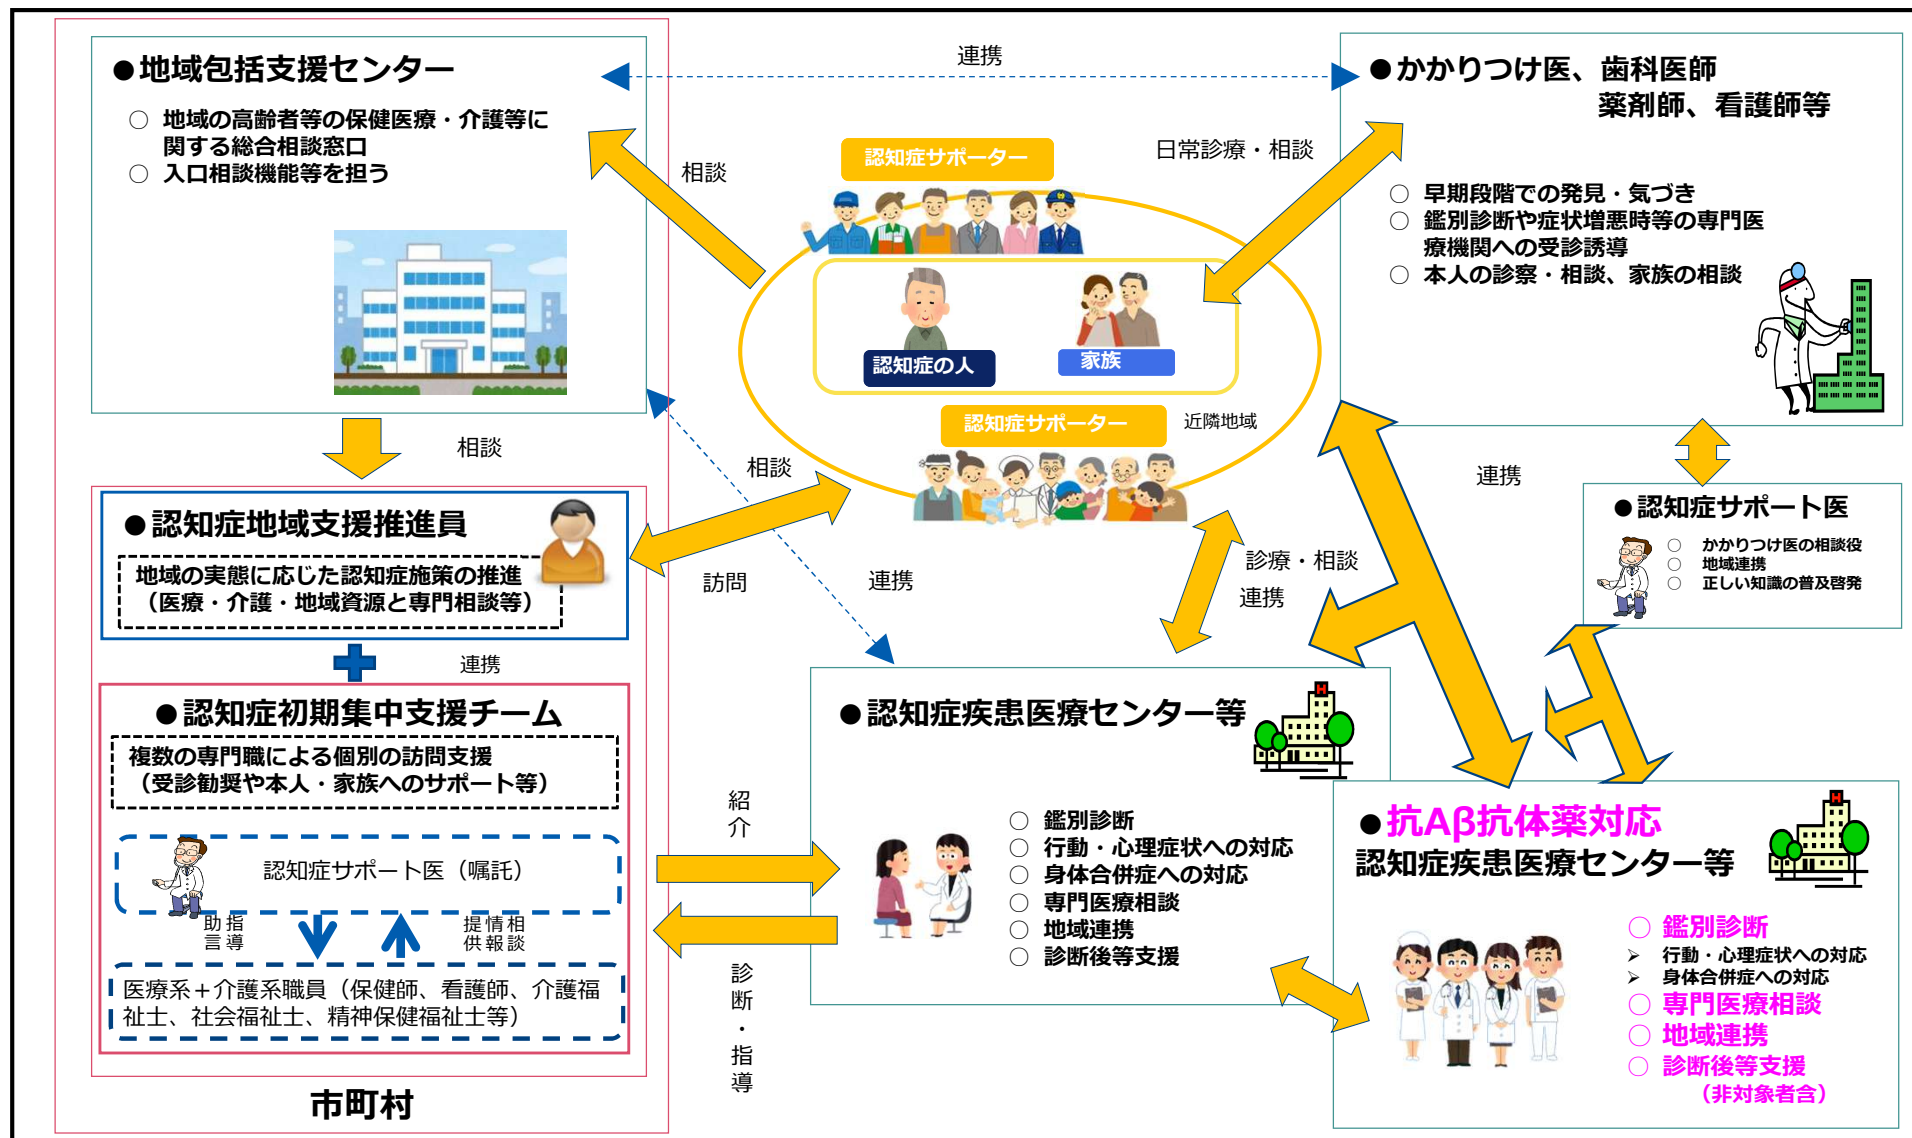 ●地域包括支援センター
○ 地域の高齢者等の保健医療・介護等に
関する総合相談窓口
○ 入口相談機能等を担う
連携
●かかりつけ医、歯科医師
薬剤師、看護師等
○ 早期段階での発見・気づき
○ 鑑別診断や症状増悪時等の専門医
療機関への受診誘導
○ 本人の診察・相談、家族の相談
相談
日常診療・相談
認知症サポーター
認知症の人
家族
認知症サポーター
近隣地域
相談
相談
訪問
連携
診療・相談
連携
連携
●認知症サポート医
○ かかりつけ医の相談役
○ 地域連携
○ 正しい知識の普及啓発
●認知症地域支援推進員
地域の実態に応じた認知症施策の推進
(医療・介護・地域資源と専門相談等)
連携
●認知症初期集中支援チーム
複数の専門職による個別の訪問支援
(受診勧奨や本人・家族へのサポート等)
認知症サポート医(嘱託)
指導
助言
相談
情報
提供
医療系+介護系職員(保健師、看護師、介護福
祉士、社会福祉士、精神保健福祉士等)
市町村
紹介
診断・指導
●認知症疾患医療センター等
○ 鑑別診断
○ 行動・心理症状への対応
○ 身体合併症への対応
○ 専門医療相談
○ 地域連携
○ 診断後等支援
H
●抗Aβ抗体薬対応
認知症疾患医療センター等
H
○ 鑑別診断
➢ 行動・心理症状への対応
➢ 身体合併症への対応
○ 専門医療相談
○ 地域連携
○ 診断後等支援
(非対象者含)